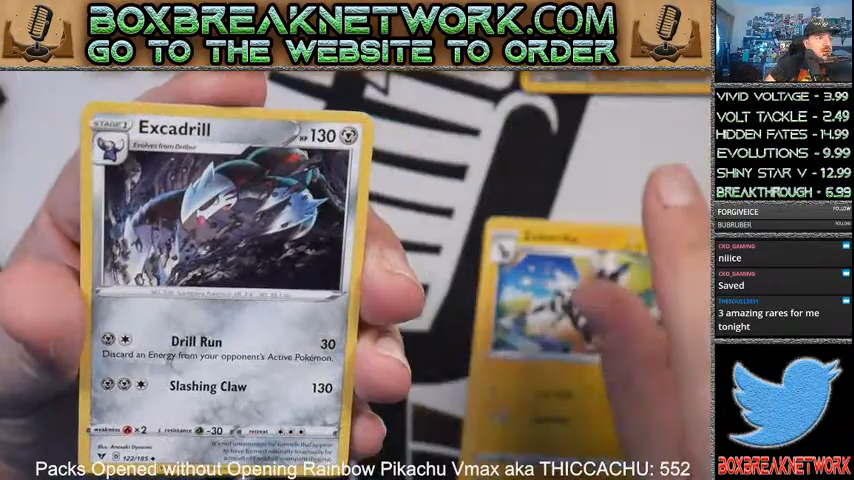 BOXBREAKNETWORK.COM
GO TO THE WEBSITE TO ORDER
VIVID VOLTAGE - 3.99
VOLT TACKLE - 2.49
HIDDEN FATES - 14.99
EVOLUTIONS - 9.99
SHINY STAR V - 12.99
BREAKTHROUGH - 6.99
FORGIVEICE FOLLOW
BUBRUBER FOLLOW
CKO_GAMING
niiice
CKO_GAMING
Saved
3 amazing rares for me
tonight
BOXBREAKNETWORK
STAGE 1
Excadrill
HP 130
Evolves from Drilbur
Drill Run 30
Discard an Energy from your opponent's Active Pokémon.
Slashing Claw 130
weakness ×2 resistance -30 retreat
122/185
Packs Opened without Opening Rainbow Pikachu Vmax aka THICCACHU: 552